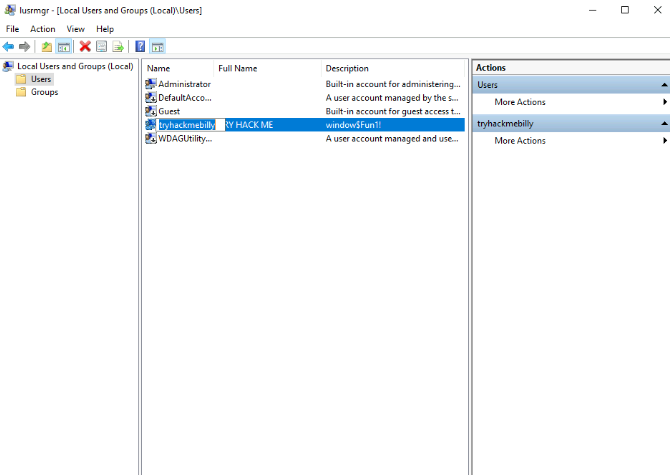 lusrmgr - [Local Users and Groups (Local)\Users]
File Action View Help
Local Users and Groups (Local)
Users
Groups
Name Full Name Description
Administrator Built-in account for administering...
DefaultAcco... A user account managed by the s...
Guest Built-in account for guest access t...
tryhackmebilly RY HACK ME window$Fun1!
WDAGUtility... A user account managed and use...
Actions
Users
More Actions
tryhackmebilly
More Actions